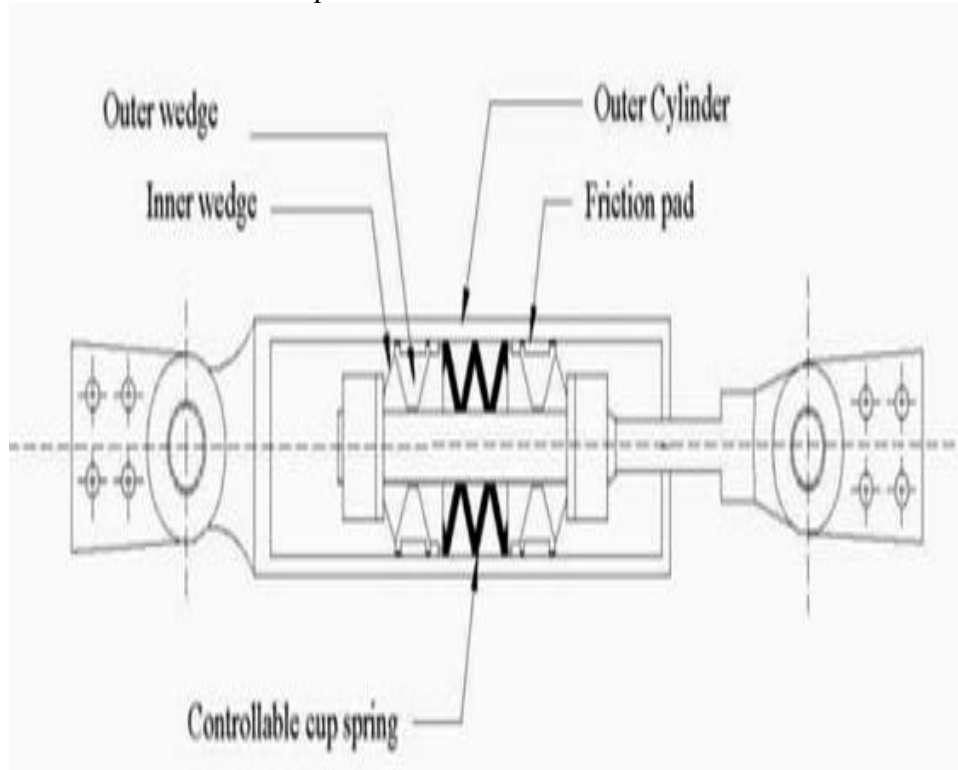 Outer wedge
Outer Cylinder
Inner wedge
Friction pad
Controllable cup spring